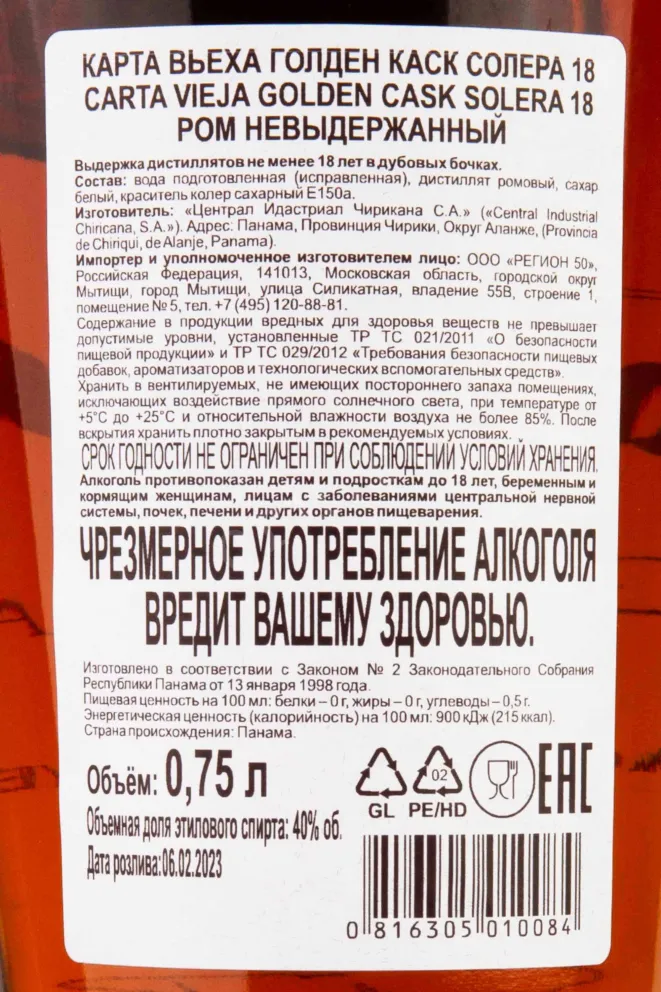 КАРТА ВЬЕХА ГОЛДЕН КАСК СОЛЕРА 18
CARTA VIEJA GOLDEN CASK SOLERA 18
РОМ НЕВЫДЕРЖАННЫЙ
Выдержка дистиллятов не менее 18 лет в дубовых бочках.
Состав: вода подготовленная (исправленная), дистиллят ромовый, сахар
белый, краситель колер сахарный Е150а.
Изготовитель: «Централ Идастриал Чирикана С.А.» («Central Industrial
Chiricana, S.A.»). Адрес: Панама, Провинция Чирики, Округ Аланже, (Provincia
de Chiriqui, de Alanje, Panama).
Импортер и уполномоченное изготовителем лицо: ООО «РЕГИОН 50»,
Российская Федерация, 141013, Московская область, городской округ
Мытищи, город Мытищи, улица Силикатная, владение 55В, строение 1,
помещение № 5, тел. +7 (495) 120-88-81.
Содержание в продукции вредных для здоровья веществ не превышает
допустимые уровни, установленные ТР ТС 021/2011 «О безопасности
пищевой продукции» и ТР ТС 029/2012 «Требования безопасности пищевых
добавок, ароматизаторов и технологических вспомогательных средств».
Хранить в вентилируемых, не имеющих постороннего запаха помещениях,
исключающих воздействие прямого солнечного света, при температуре от
+5°С до +25°С и относительной влажности воздуха не более 85%. После
вскрытия хранить плотно закрытым в рекомендуемых условиях.
СРОК ГОДНОСТИ НЕ ОГРАНИЧЕН ПРИ СОБЛЮДЕНИИ УСЛОВИЙ ХРАНЕНИЯ.
Алкоголь противопоказан детям и подросткам до 18 лет, беременным и
кормящим женщинам, лицам с заболеваниями центральной нервной
системы, почек, печени и других органов пищеварения.
ЧРЕЗМЕРНОЕ УПОТРЕБЛЕНИЕ АЛКОГОЛЯ
ВРЕДИТ ВАШЕМУ ЗДОРОВЬЮ.
Изготовлено в соответствии с Законом № 2 Законодательного Собрания
Республики Панама от 13 января 1998 года.
Пищевая ценность на 100 мл: белки – 0 г, жиры – 0 г, углеводы – 0,5 г.
Энергетическая ценность (калорийность) на 100 мл: 900 кДж (215 ккал).
Страна происхождения: Панама.
Объём: 0,75 л
Объемная доля этилового спирта: 40% об.
Дата розлива: 06.02.2023
GL
02
PE/HD
EAC
0 816305 010084